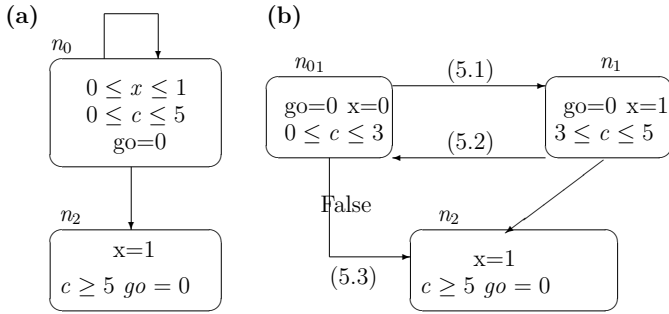 (a)
n0
0 ≤ x ≤ 1
0 ≤ c ≤ 5
go=0
n2
x=1
c ≥ 5 go = 0
(b)
n01
go=0 x=0
0 ≤ c ≤ 3
(5.1)
(5.2)
n1
go=0 x=1
3 ≤ c ≤ 5
False
(5.3)
n2
x=1
c ≥ 5 go = 0